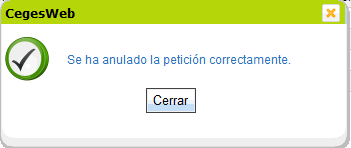 CegesWeb
Se ha anulado la petición correctamente.
Cerrar